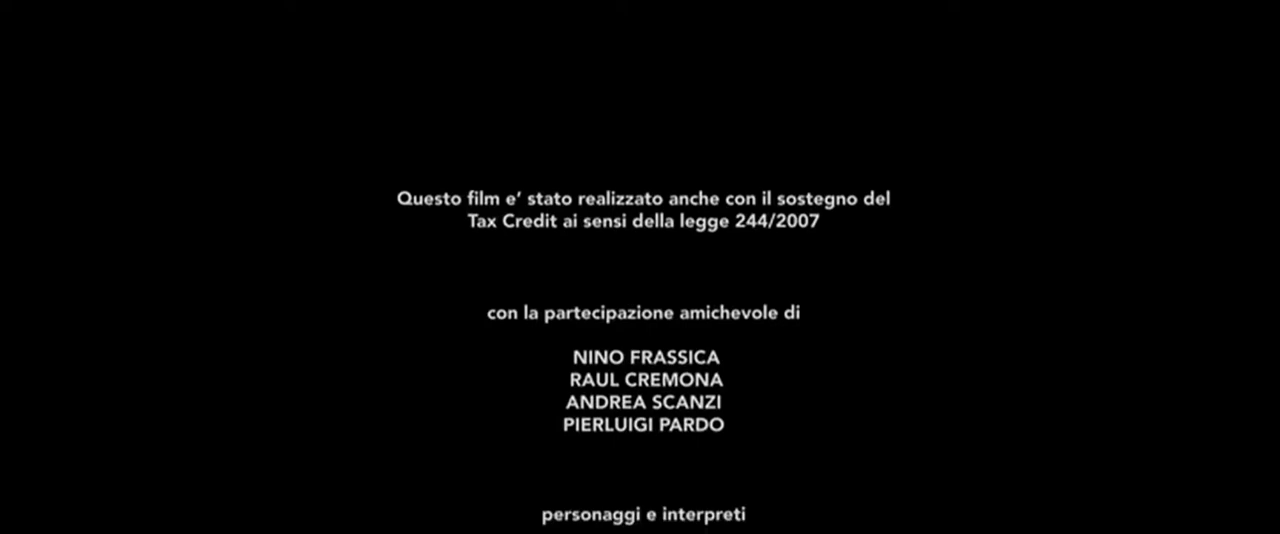 Questo film e’ stato realizzato anche con il sostegno del
Tax Credit ai sensi della legge 244/2007
con la partecipazione amichevole di
NINO FRASSICA
RAUL CREMONA
ANDREA SCANZI
PIERLUIGI PARDO
personaggi e interpreti